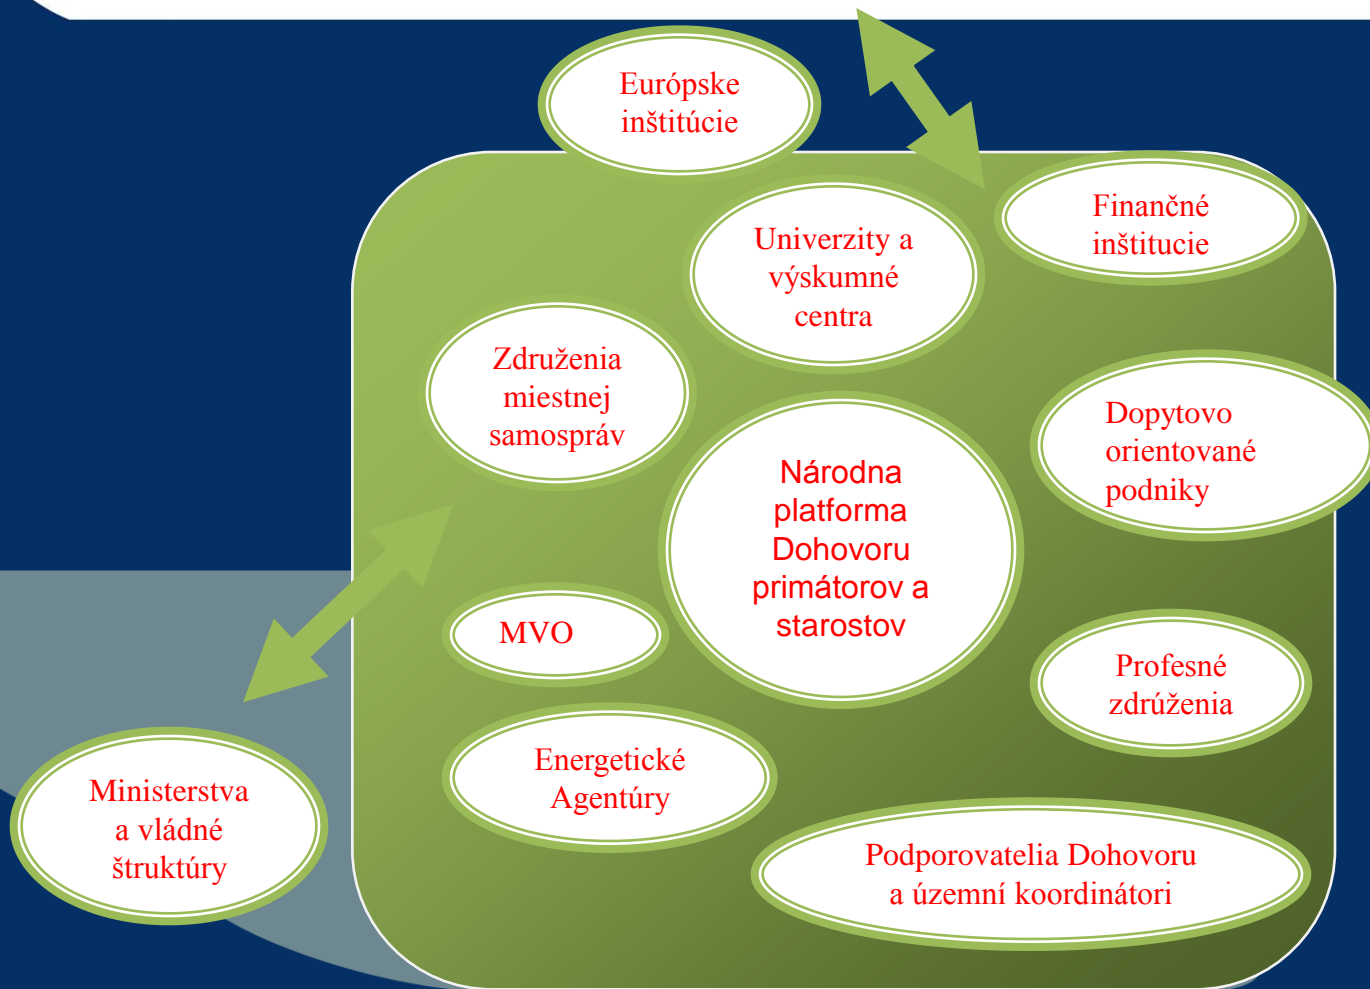 Európske
inštitúcie
Finančné
inštitucie
Univerzity a
výskumné
centra
Združenia
miestnej
samospráv
Dopytovo
orientované
podniky
Národna
platforma
Dohovoru
primátorov a
starostov
MVO
Profesné
zdrúženia
Energetické
Agentúry
Ministerstva
a vládné
štruktúry
Podporovatelia Dohovoru
a územní koordinátori